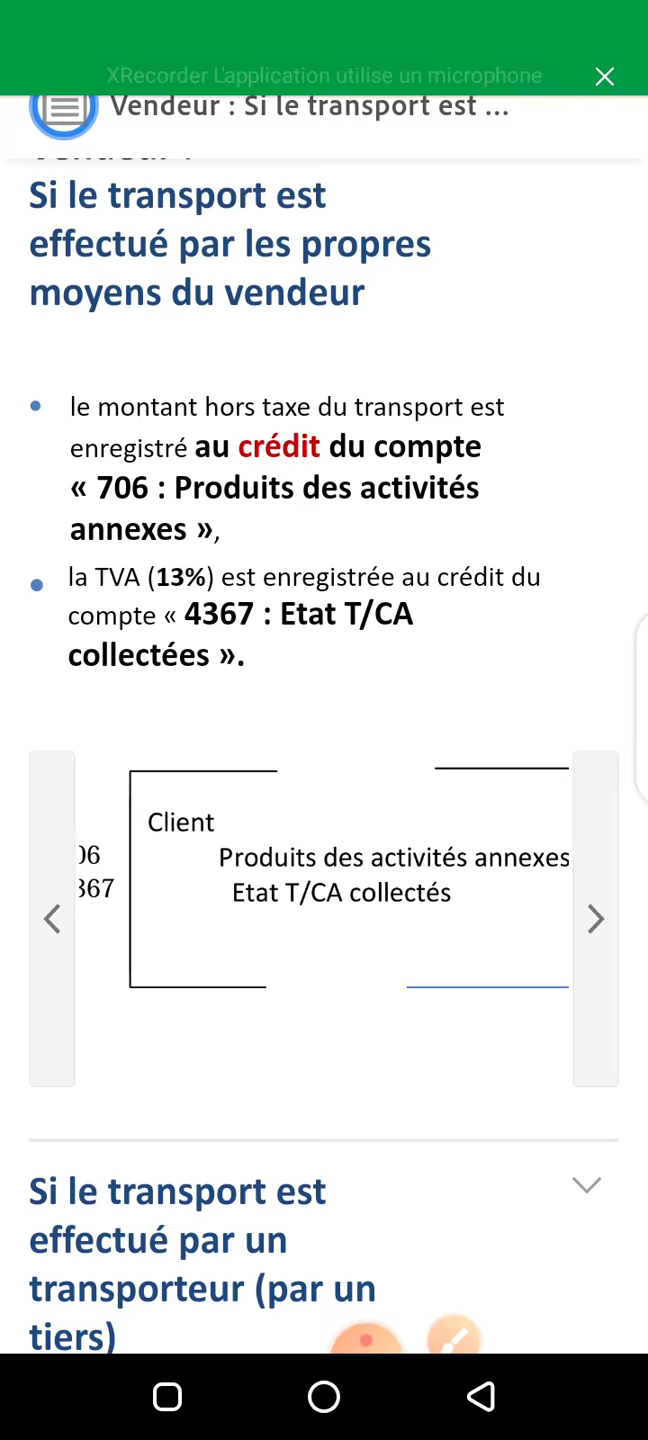 XRecorder L'application utilise un microphone
Vendeur : Si le transport est ...
Si le transport est
effectué par les propres
moyens du vendeur
• le montant hors taxe du transport est
enregistré au crédit du compte
« 706 : Produits des activités
annexes »,
• la TVA (13%) est enregistrée au crédit du
compte « 4367 : Etat T/CA
collectées ».
Client
06 Produits des activités annexes
367 Etat T/CA collectés
Si le transport est
effectué par un
transporteur (par un
tiers)